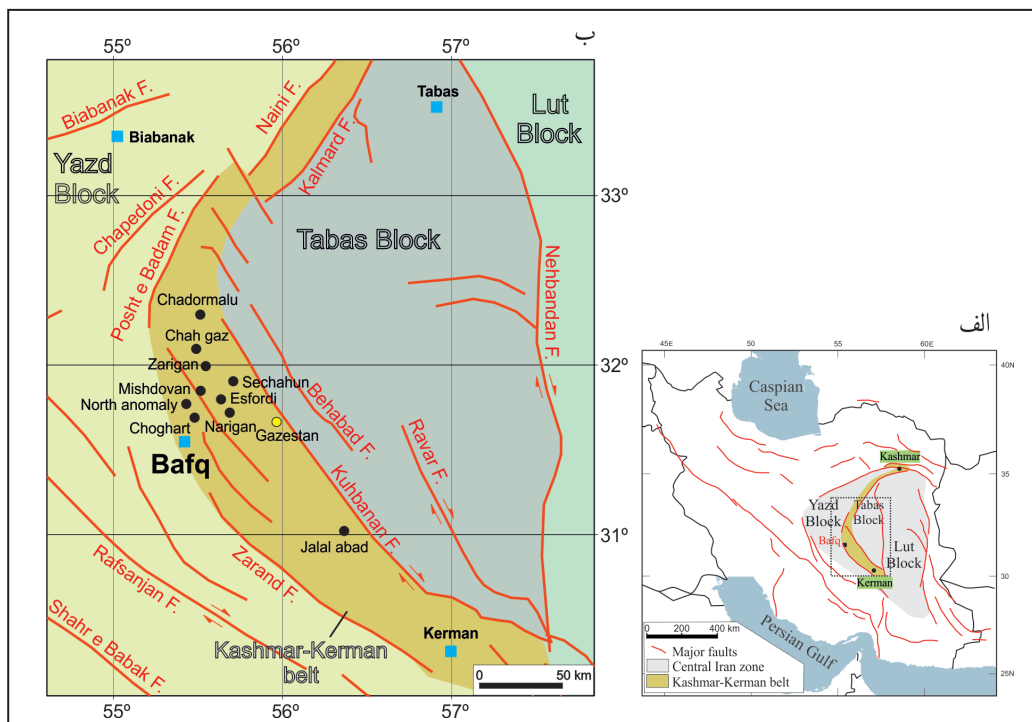 ب
55º 56º 57º
Biabanak F.
Biabanak
Yazd
Block
Naini F.
Kalmard F.
Tabas
Lut
Block
33º
Chapedoni F.
Posht e Badam F.
Tabas Block
Nehbandan F.
Chadormalu
Chah gaz
Zarigan
32º
Mishdovan
Sechahun
North anomaly
Esfordi
Choghart
Narigan
Gazestan
Bafq
Behabad F.
Ravar F.
Kuhbanan F.
31º
Jalal abad
Zarand F.
Rafsanjan F.
Shahr e Babak F.
Kashmar-Kerman
belt
Kerman
0 50 km
55º 56º 57º
الف
45E 50 55 60E
40N
Caspian
Sea
Kashmar
35
Yazd
Block
Tabas
Block
Bafq
Lut
Block
30
Kerman
0 200 400 km
Persian Gulf
Major faults
Central Iran zone
Kashmar-Kerman belt
25N